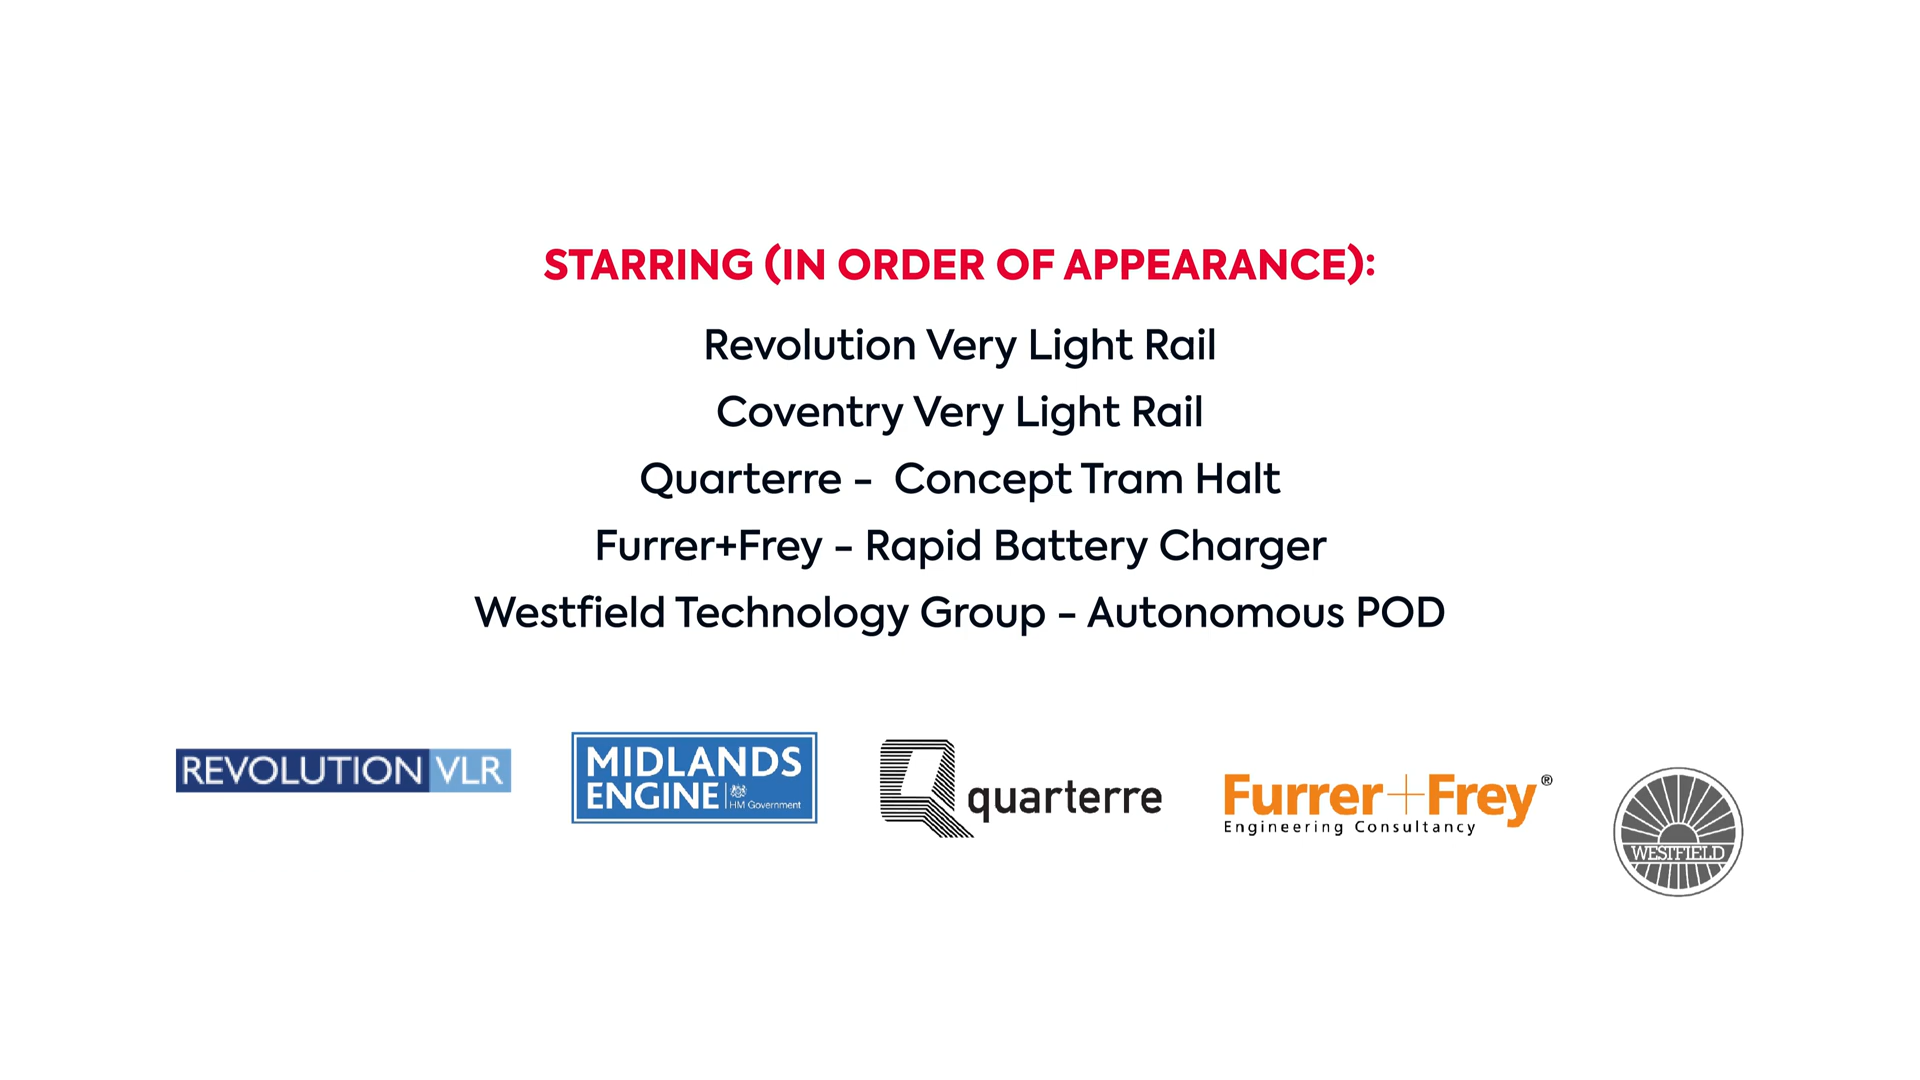 STARRING (IN ORDER OF APPEARANCE):
Revolution Very Light Rail
Coventry Very Light Rail
Quarterre - Concept Tram Halt
Furrer+Frey - Rapid Battery Charger
Westfield Technology Group - Autonomous POD
REVOLUTION VLR
MIDLANDS
ENGINE HM Government
quarterre
Furrer+Frey®
Engineering Consultancy
WESTFIELD